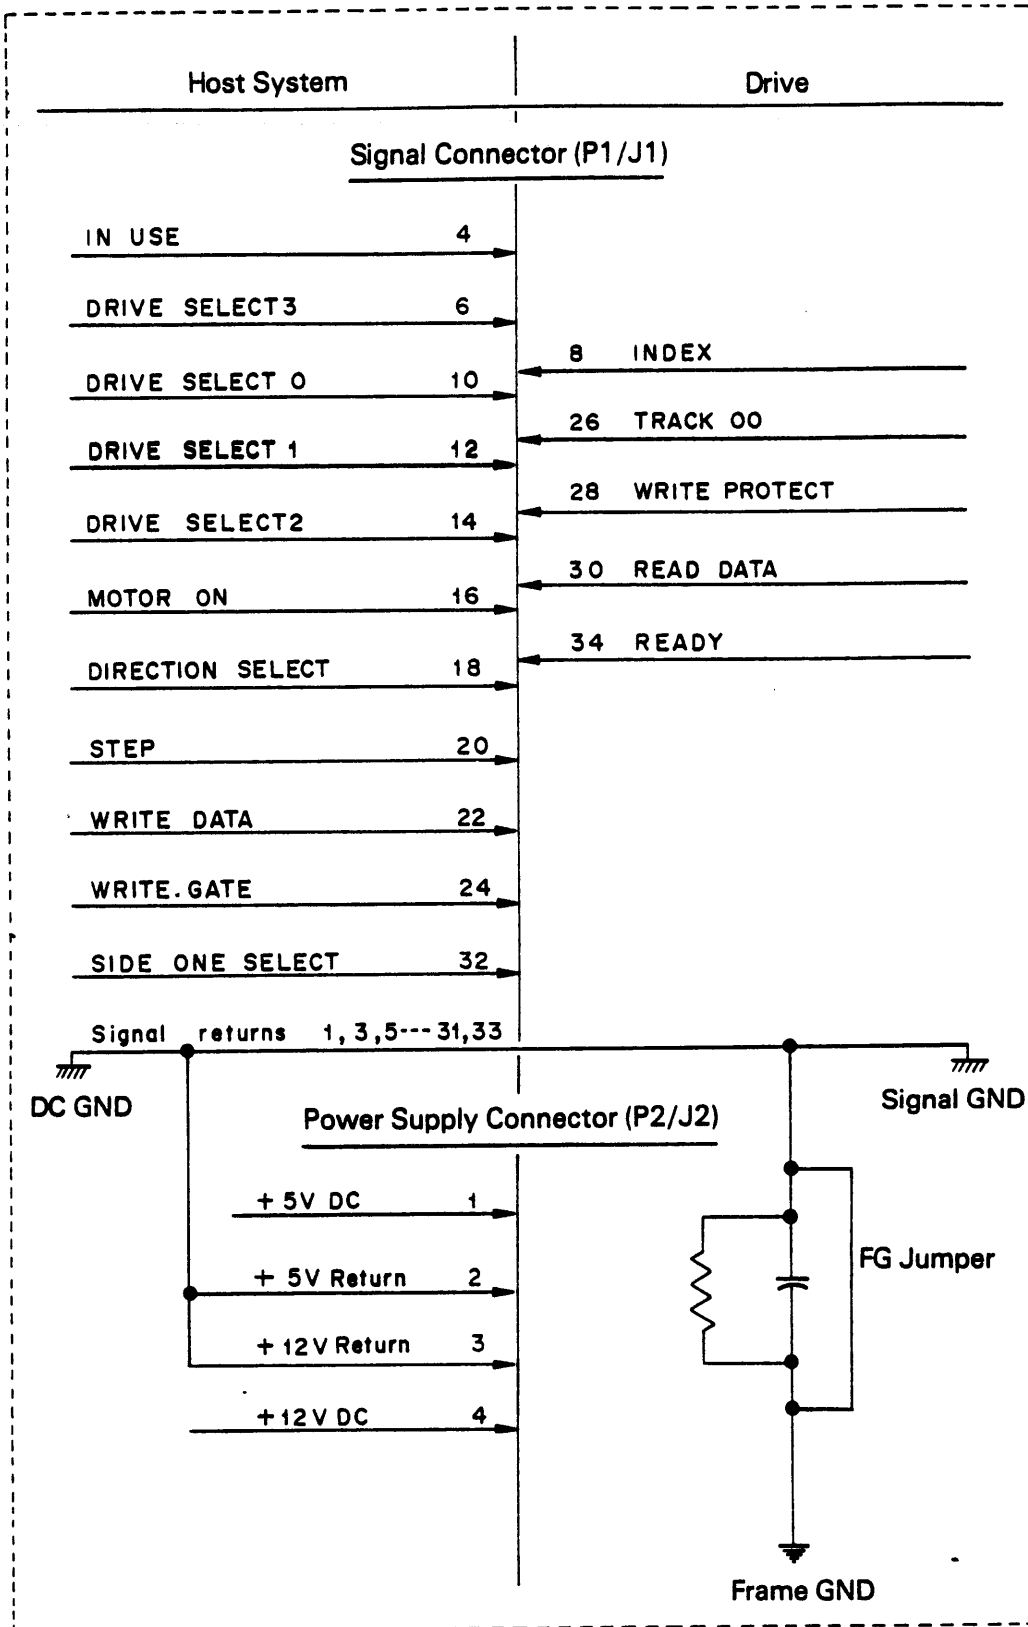 Host System Drive
Signal Connector (P1/J1)
IN USE 4
DRIVE SELECT3 6
8 INDEX
DRIVE SELECT 0 10
26 TRACK 00
DRIVE SELECT 1 12
28 WRITE PROTECT
DRIVE SELECT2 14
30 READ DATA
MOTOR ON 16
34 READY
DIRECTION SELECT 18
STEP 20
WRITE DATA 22
WRITE.GATE 24
SIDE ONE SELECT 32
Signal returns 1, 3, 5---31,33
DC GND
Signal GND
Power Supply Connector (P2/J2)
+ 5V DC 1
FG Jumper
+ 5V Return 2
+ 12V Return 3
+12V DC 4
Frame GND